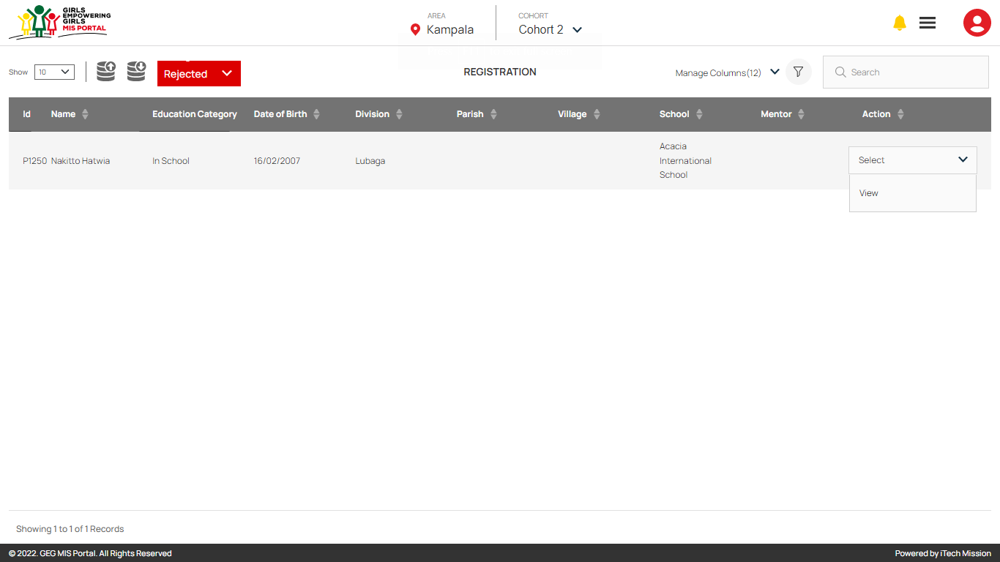 GIRLS
EMPOWERING
GIRLS
MIS PORTAL
AREA
Kampala
COHORT
Cohort 2
Show
10
Rejected
REGISTRATION
Manage Columns(12)
Search
Id Name Education Category Date of Birth Division Parish Village School Mentor Action
P1250 Nakitto Hatwia In School 16/02/2007 Lubaga
Acacia
International
School
Select
View
Showing 1 to 1 of 1 Records
© 2022. GEG MIS Portal. All Rights Reserved
Powered by iTech Mission